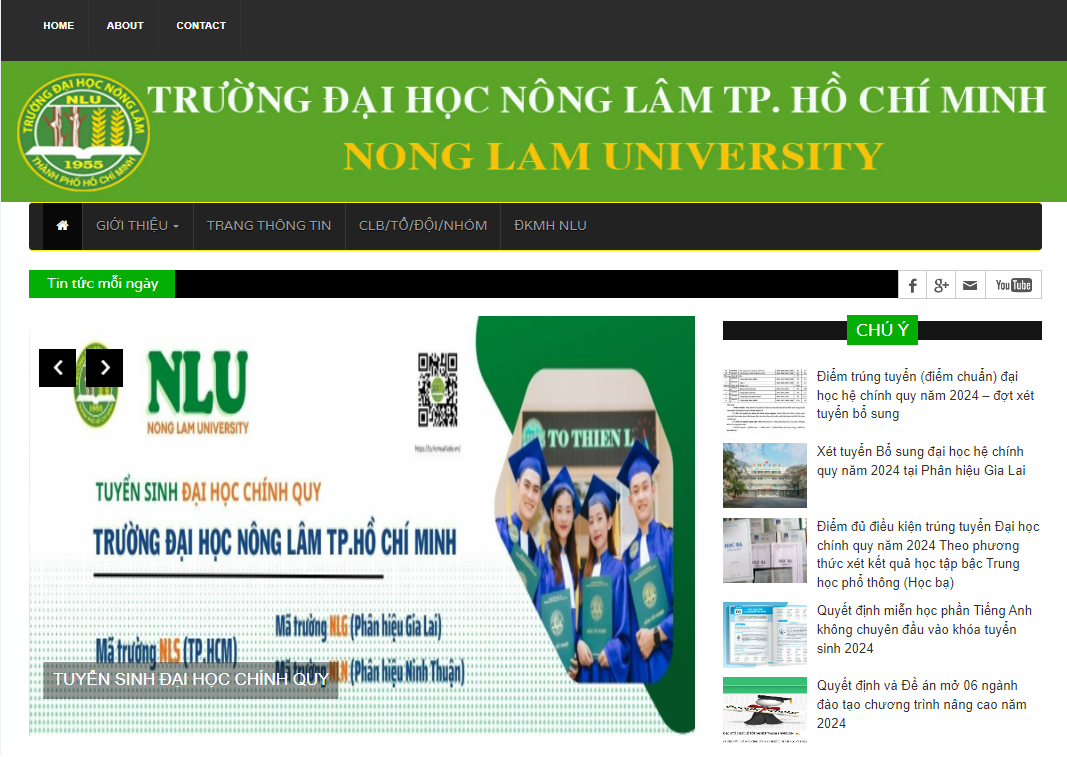 HOME ABOUT CONTACT
TRƯỜNG ĐẠI HỌC NÔNG LÂM TP. HỒ CHÍ MINH
NONG LAM UNIVERSITY
TRƯỜNG ĐẠI HỌC NÔNG LÂM
NLU
1955
THÀNH PHỐ HỒ CHÍ MINH
GIỚI THIỆU TRANG THÔNG TIN CLB/TỔ/ĐỘI/NHÓM ĐKMH NLU
Tin tức mỗi ngày
You Tube
NLU
NONG LAM UNIVERSITY
TO THIEN L
TUYỂN SINH ĐẠI HỌC CHÍNH QUY
TRƯỜNG ĐẠI HỌC NÔNG LÂM TP.HỒ CHÍ MINH
Mã trường NLG (Phân hiệu Gia Lai)
Mã trường NLS (TP.HCM)
Mã trường NLN (Phân hiệu Ninh Thuận)
TUYỂN SINH ĐẠI HỌC CHÍNH QUY
CHÚ Ý
Điểm trúng tuyển (điểm chuẩn) đại
học hệ chính quy năm 2024 – đợt xét
tuyển bổ sung
Xét tuyển Bổ sung đại học hệ chính
quy năm 2024 tại Phân hiệu Gia Lai
Điểm đủ điều kiện trúng tuyển Đại học
chính quy năm 2024 Theo phương
thức xét kết quả học tập bậc Trung
học phổ thông (Học bạ)
Quyết định miễn học phần Tiếng Anh
không chuyên đầu vào khóa tuyển
sinh 2024
Quyết định và Đề án mở 06 ngành
đào tạo chương trình nâng cao năm
2024